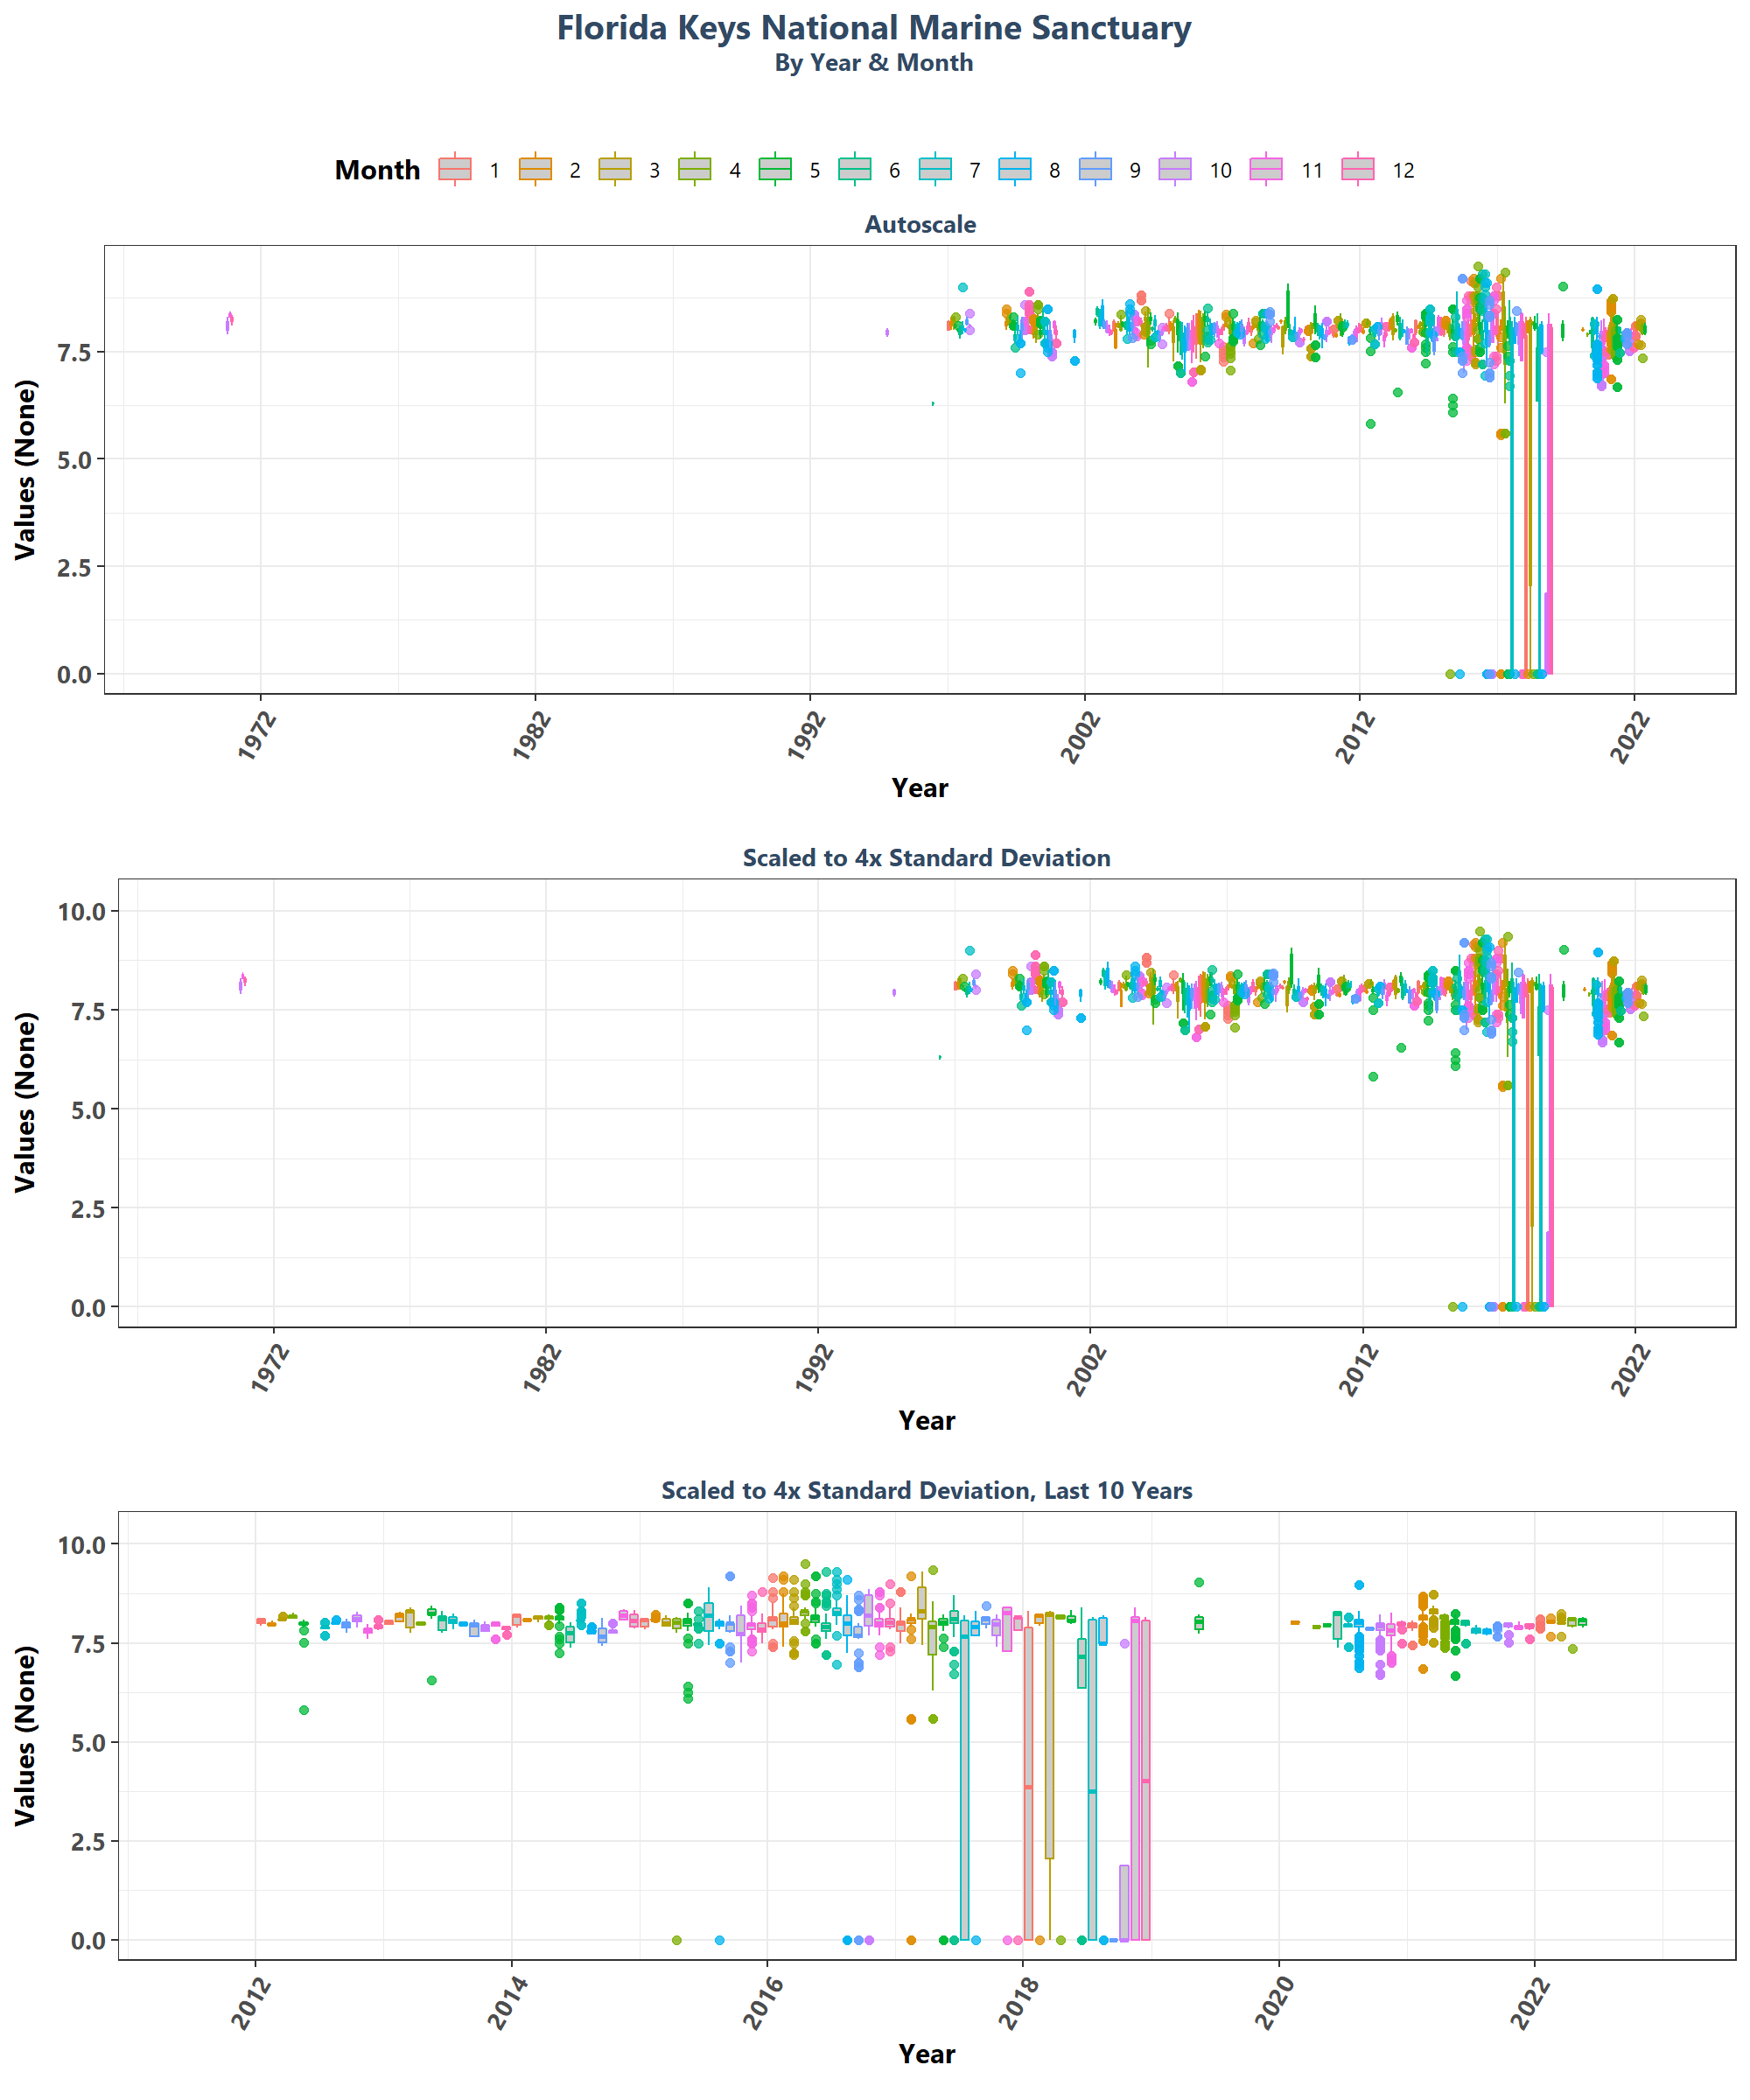 Florida Keys National Marine Sanctuary
By Year & Month
Month 1 2 3 4 5 6 7 8 9 10 11 12
Autoscale
Values (None)
7.5
5.0
2.5
0.0
1972 1982 1992 2002 2012 2022
Year
Scaled to 4x Standard Deviation
Values (None)
10.0
7.5
5.0
2.5
0.0
1972 1982 1992 2002 2012 2022
Year
Scaled to 4x Standard Deviation, Last 10 Years
Values (None)
10.0
7.5
5.0
2.5
0.0
2012 2014 2016 2018 2020 2022
Year